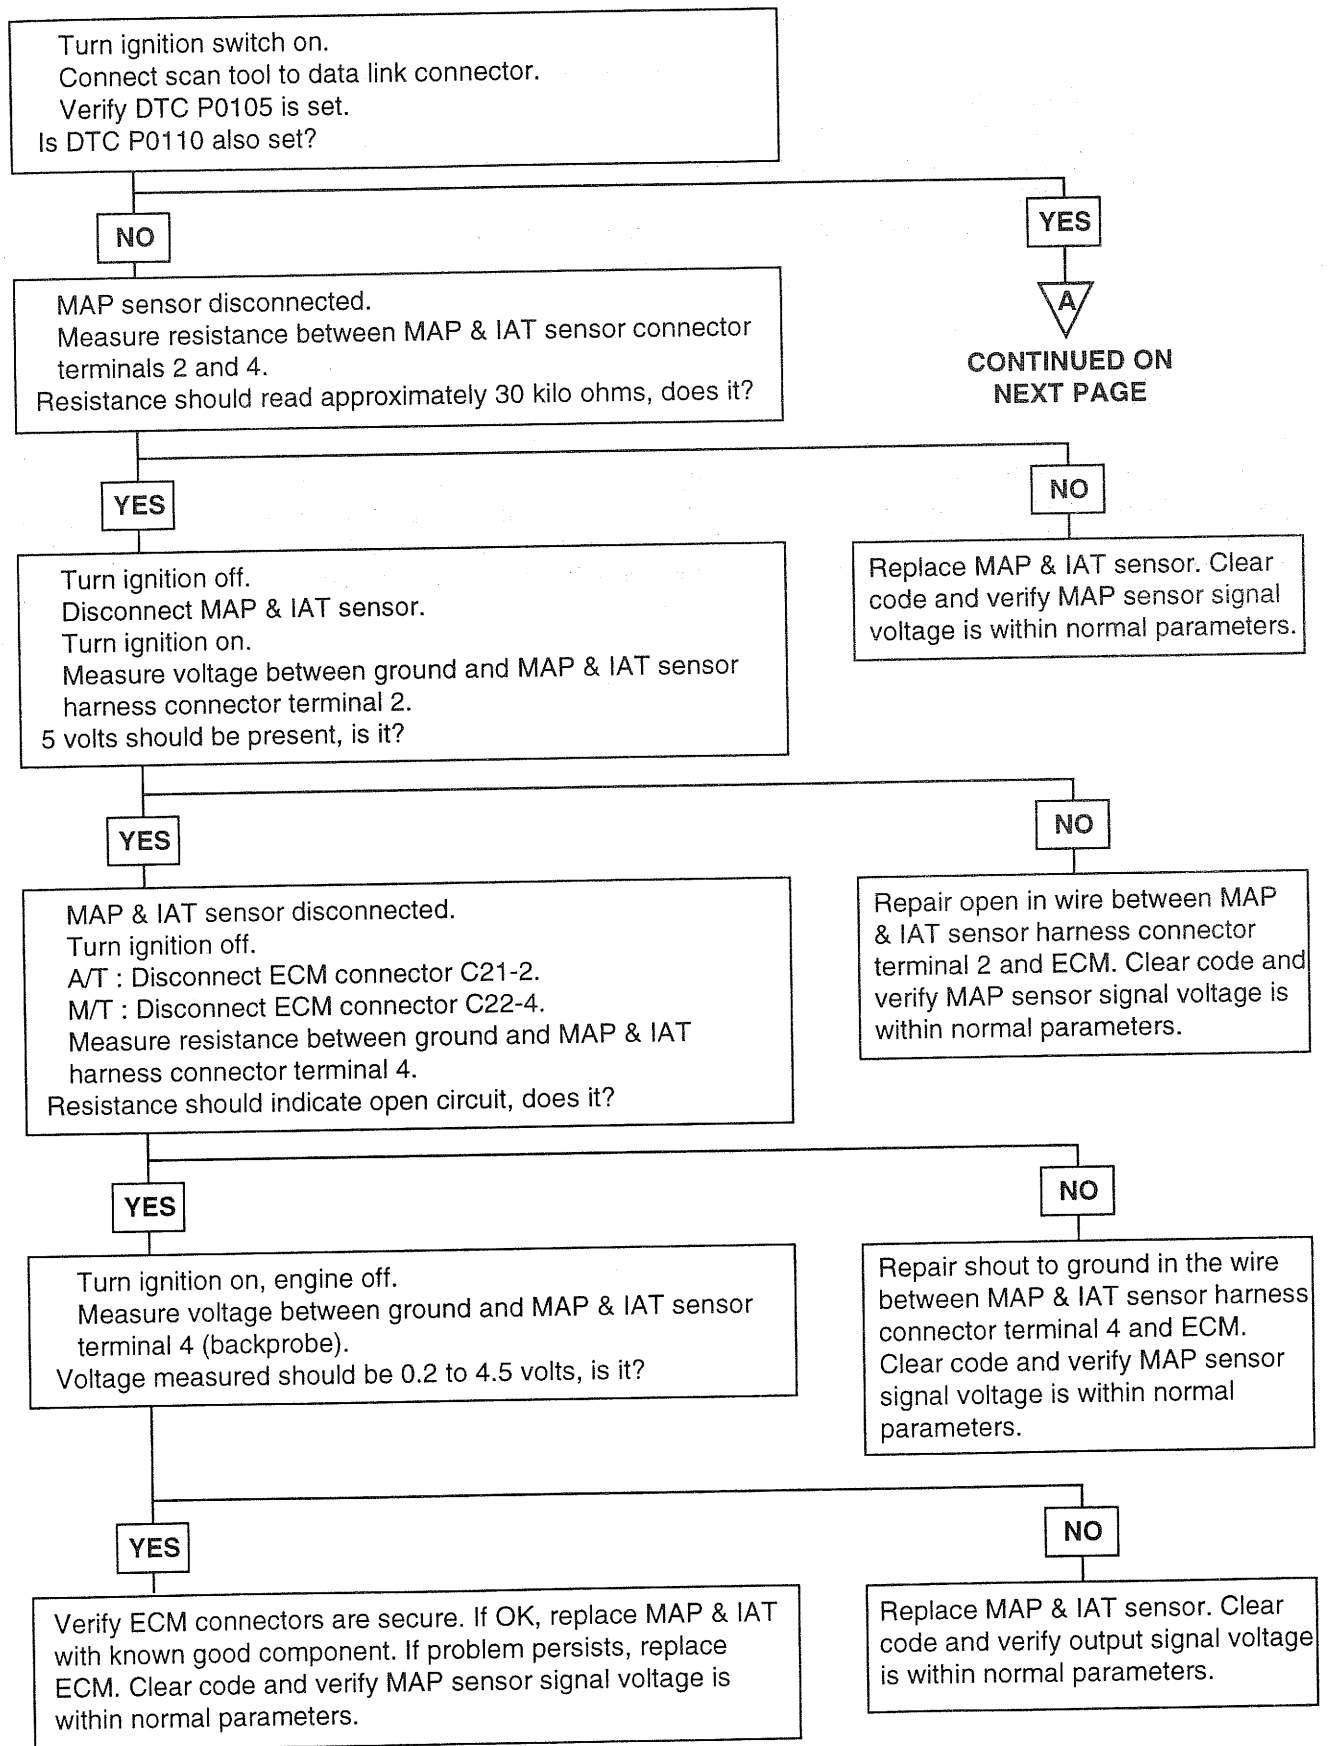 Turn ignition switch on.
Connect scan tool to data link connector.
Verify DTC P0105 is set.
Is DTC P0110 also set?
NO
YES
MAP sensor disconnected.
Measure resistance between MAP & IAT sensor connector
terminals 2 and 4.
Resistance should read approximately 30 kilo ohms, does it?
A
CONTINUED ON
NEXT PAGE
YES
NO
Turn ignition off.
Disconnect MAP & IAT sensor.
Turn ignition on.
Measure voltage between ground and MAP & IAT sensor
harness connector terminal 2.
5 volts should be present, is it?
Replace MAP & IAT sensor. Clear
code and verify MAP sensor signal
voltage is within normal parameters.
YES
NO
MAP & IAT sensor disconnected.
Turn ignition off.
A/T : Disconnect ECM connector C21-2.
M/T : Disconnect ECM connector C22-4.
Measure resistance between ground and MAP & IAT
harness connector terminal 4.
Resistance should indicate open circuit, does it?
Repair open in wire between MAP
& IAT sensor harness connector
terminal 2 and ECM. Clear code and
verify MAP sensor signal voltage is
within normal parameters.
YES
NO
Turn ignition on, engine off.
Measure voltage between ground and MAP & IAT sensor
terminal 4 (backprobe).
Voltage measured should be 0.2 to 4.5 volts, is it?
Repair shout to ground in the wire
between MAP & IAT sensor harness
connector terminal 4 and ECM.
Clear code and verify MAP sensor
signal voltage is within normal
parameters.
YES
NO
Verify ECM connectors are secure. If OK, replace MAP & IAT
with known good component. If problem persists, replace
ECM. Clear code and verify MAP sensor signal voltage is
within normal parameters.
Replace MAP & IAT sensor. Clear
code and verify output signal voltage
is within normal parameters.